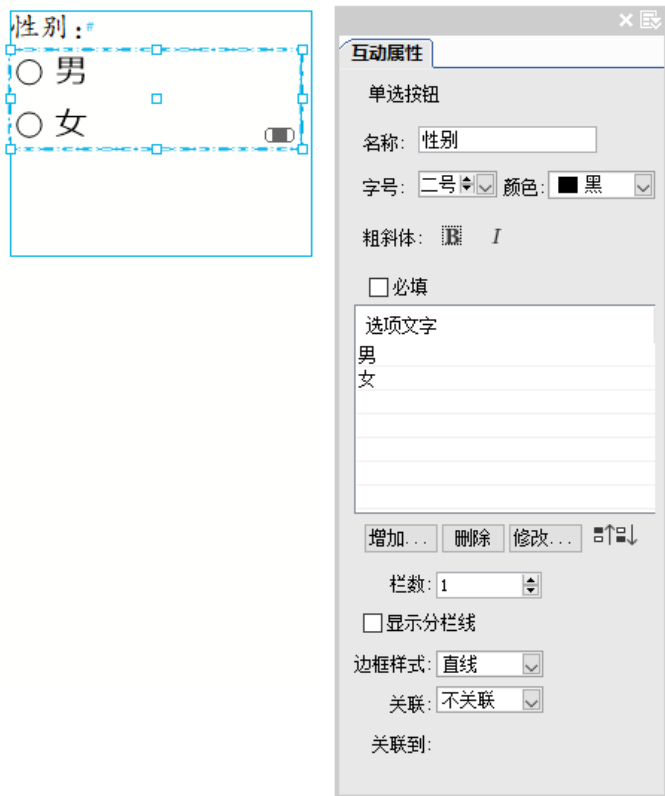 性别：#
男
女
互动属性
单选按钮
名称: 性别
字号: 二号 颜色: 黑
粗斜体: B I
必填
选项文字
男
女
增加... 删除 修改...
栏数: 1
显示分栏线
边框样式: 直线
关联: 不关联
关联到: